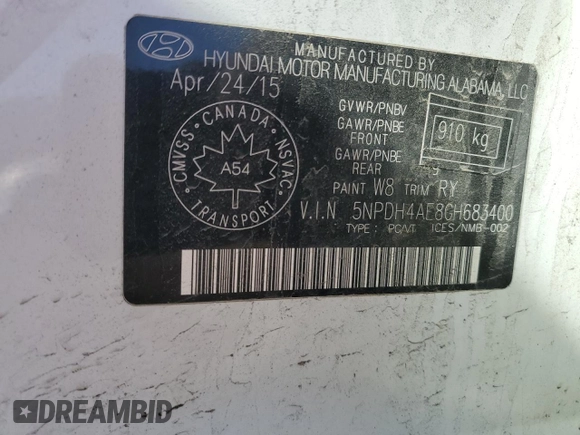 MANUFACTURED BY
HYUNDAI MOTOR MANUFACTURING ALABAMA, LLC
Apr/24/15
CMVSS · CANADA · NSVAC
A54
TRANSPORT
GVWR/PNBV
GAWR/PNBE
FRONT
910 kg
GAWR/PNBE
REAR
PAINT W8 TRIM RY
V.I.N 5NPDH4AE8GH683400
TYPE: PC/VT ICES/NMB-002
DREAMBID